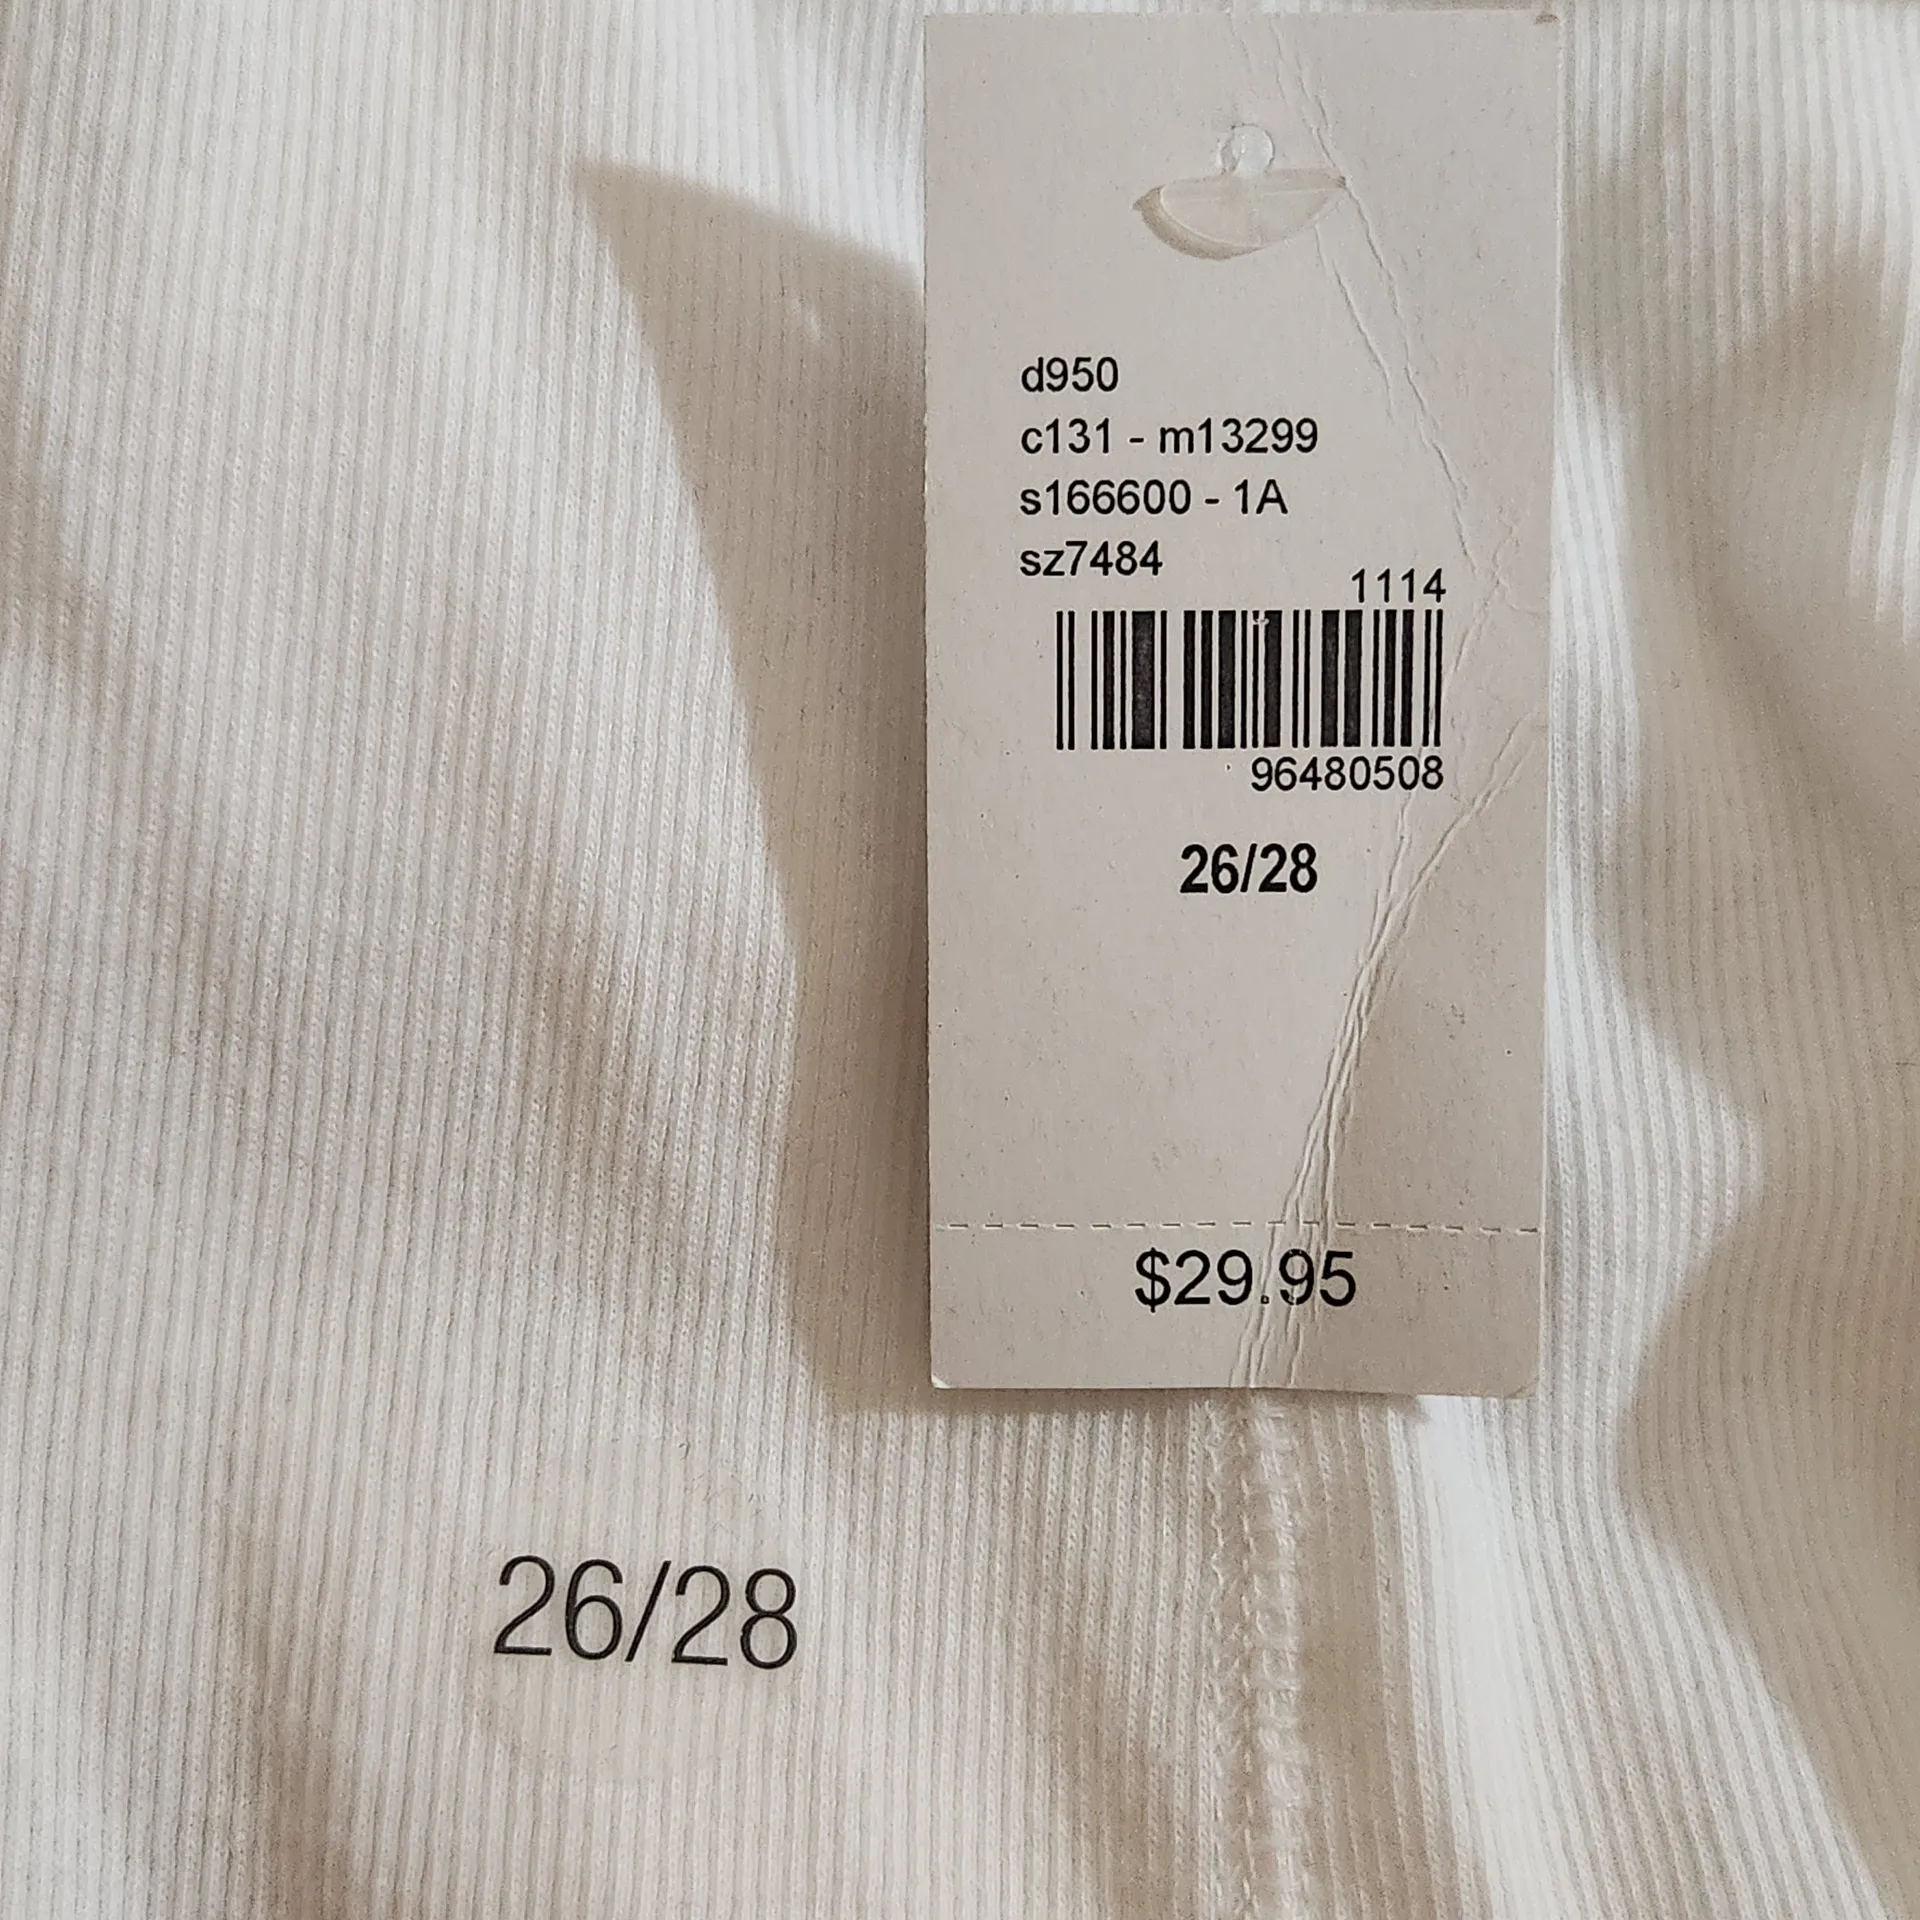 d950
c131 - m13299
s166600 - 1A
sz7484
1114
96480508
26/28
$29.95
26/28